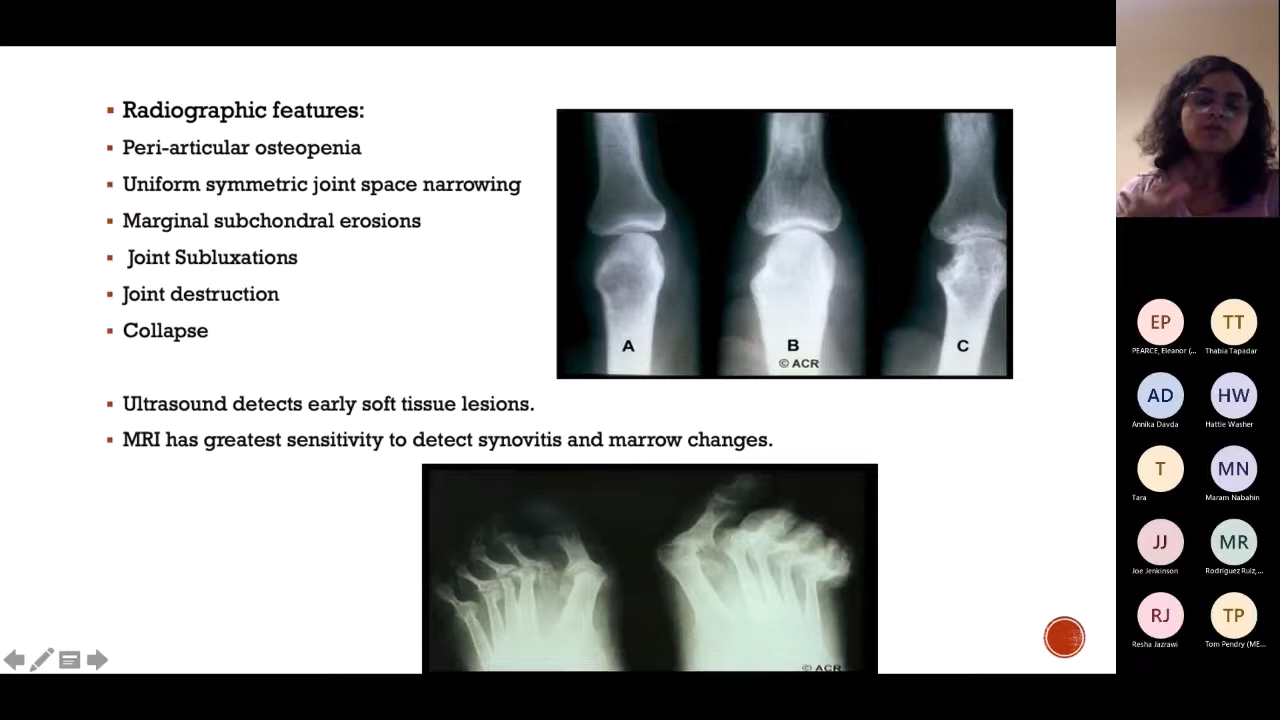 Radiographic features:
Peri-articular osteopenia
Uniform symmetric joint space narrowing
Marginal subchondral erosions
Joint Subluxations
Joint destruction
Collapse
Ultrasound detects early soft tissue lesions.
MRI has greatest sensitivity to detect synovitis and marrow changes.
A
B
C
© ACR
© ACR
EP
TT
PEARCE, Eleanor (...
Thabia Tapadar
AD
HW
Annika Davda
Hattie Washer
T
MN
Tara
Maram Nabahin
JJ
MR
Joe Jenkinson
Rodriguez Ruiz,...
RJ
TP
Resha Jazrawi
Tom Pendry (ME...